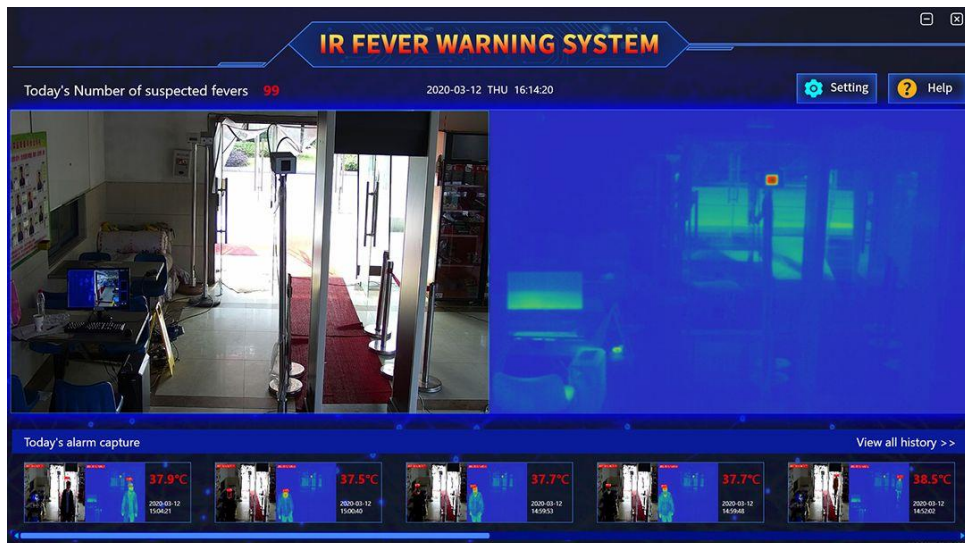 IR FEVER WARNING SYSTEM
Today's Number of suspected fevers 99
2020-03-12 THU 16:14:20
Setting
Help
Today's alarm capture
View all history >>
37.9°C
2020-03-12
15:04:21
37.5°C
2020-03-12
15:00:40
37.7°C
2020-03-12
14:59:53
37.7°C
2020-03-12
14:59:48
38.5°C
2020-03-12
14:52:02